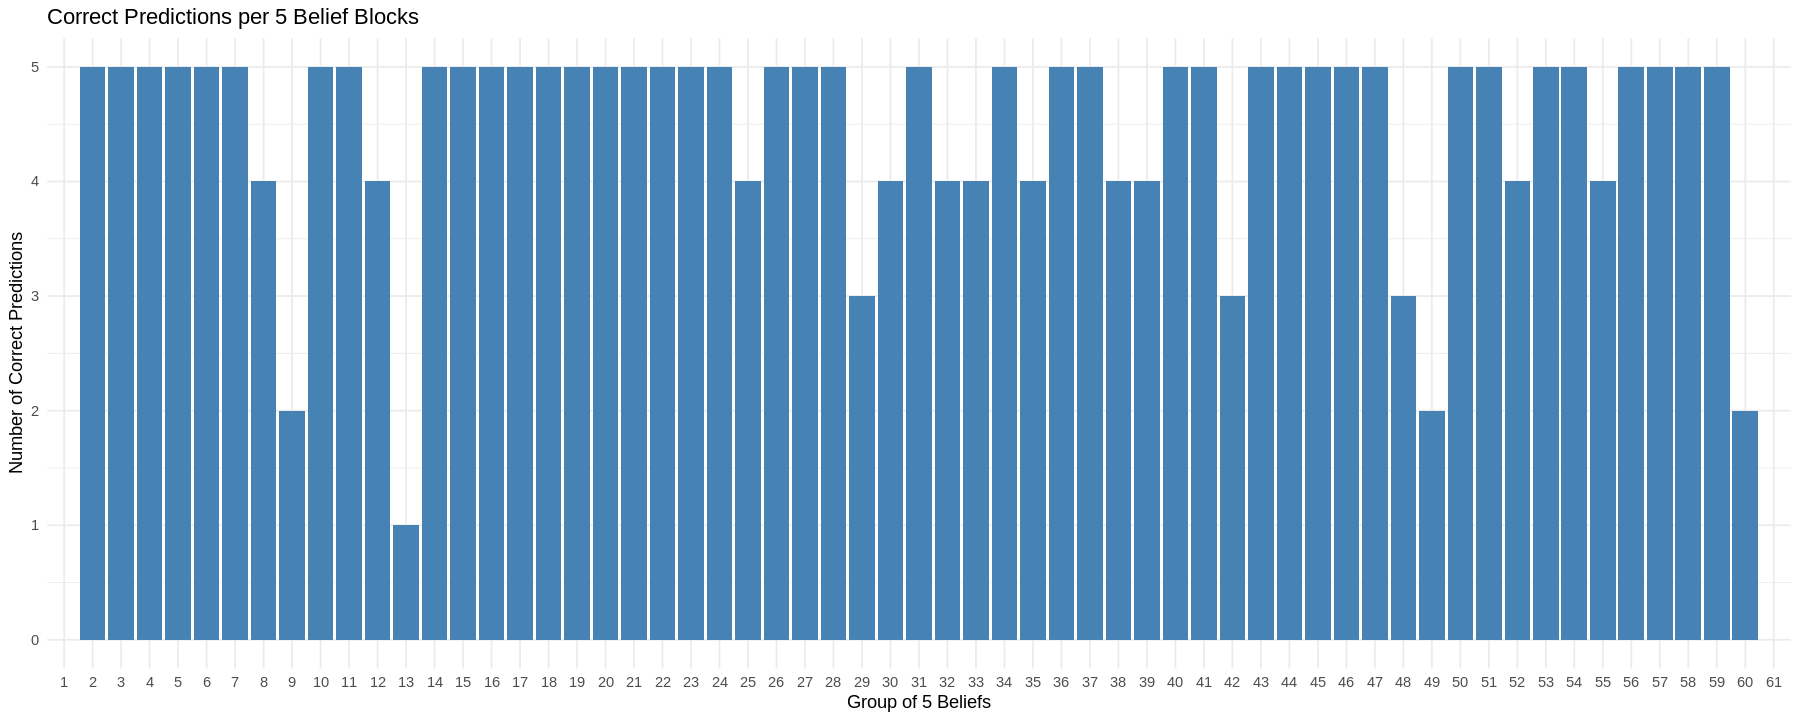 Correct Predictions per 5 Belief Blocks
Number of Correct Predictions
5
4
3
2
1
0
1 2 3 4 5 6 7 8 9 10 11 12 13 14 15 16 17 18 19 20 21 22 23 24 25 26 27 28 29 30 31 32 33 34 35 36 37 38 39 40 41 42 43 44 45 46 47 48 49 50 51 52 53 54 55 56 57 58 59 60 61
Group of 5 Beliefs